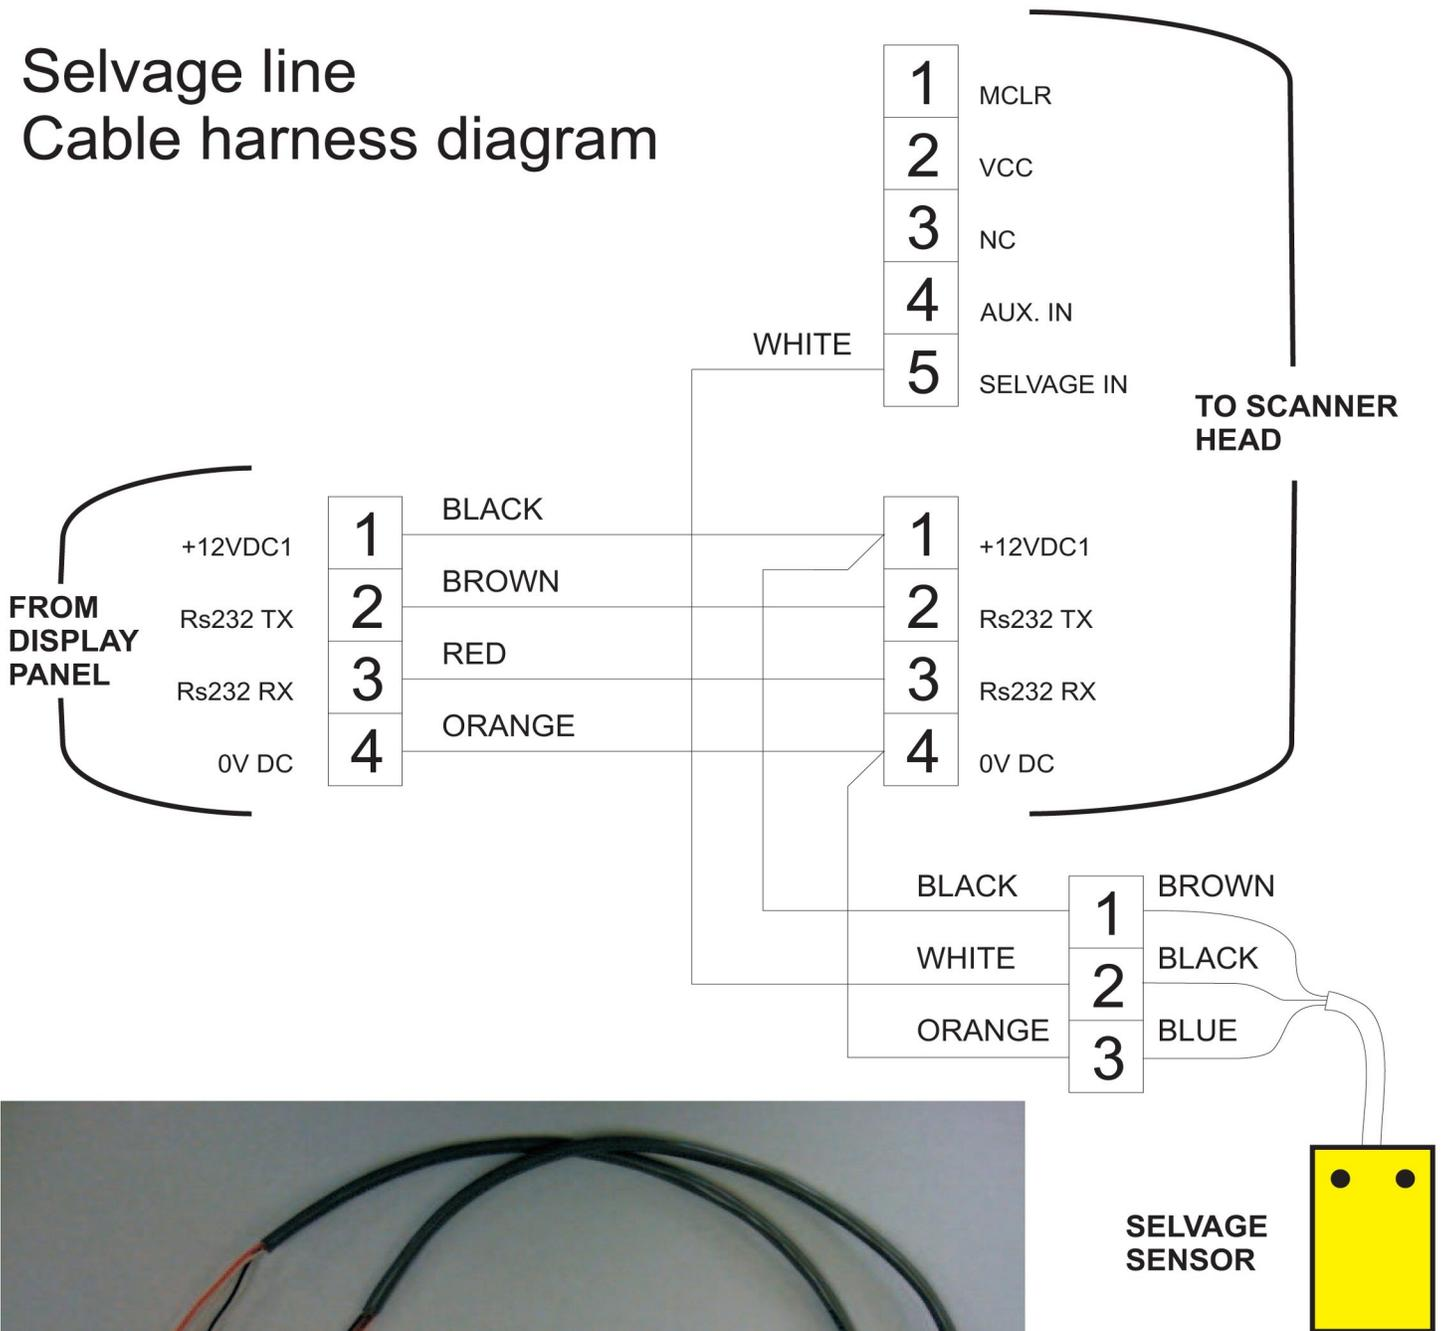 Selvage line
Cable harness diagram
1 MCLR
2 VCC
3 NC
4 AUX. IN
WHITE 5 SELVAGE IN
TO SCANNER
HEAD
FROM
DISPLAY
PANEL
+12VDC1 1 BLACK 1 +12VDC1
Rs232 TX 2 BROWN 2 Rs232 TX
Rs232 RX 3 RED 3 Rs232 RX
0V DC 4 ORANGE 4 0V DC
BLACK 1 BROWN
WHITE 2 BLACK
ORANGE 3 BLUE
SELVAGE
SENSOR